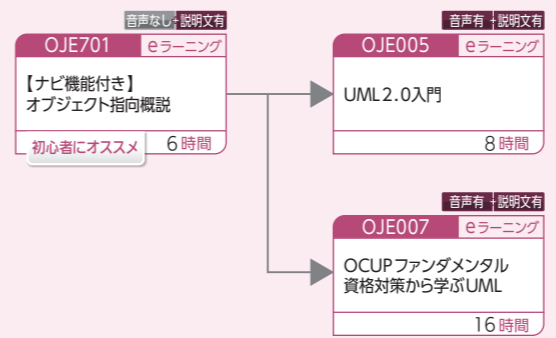 音声なし 説明文有
OJE701 eラーニング
【ナビ機能付き】
オブジェクト指向概説
初心者にオススメ 6時間
音声有 説明文有
OJE005 eラーニング
UML2.0入門
8時間
音声有 説明文有
OJE007 eラーニング
OCUPファンダメンタル
資格対策から学ぶUML
16時間